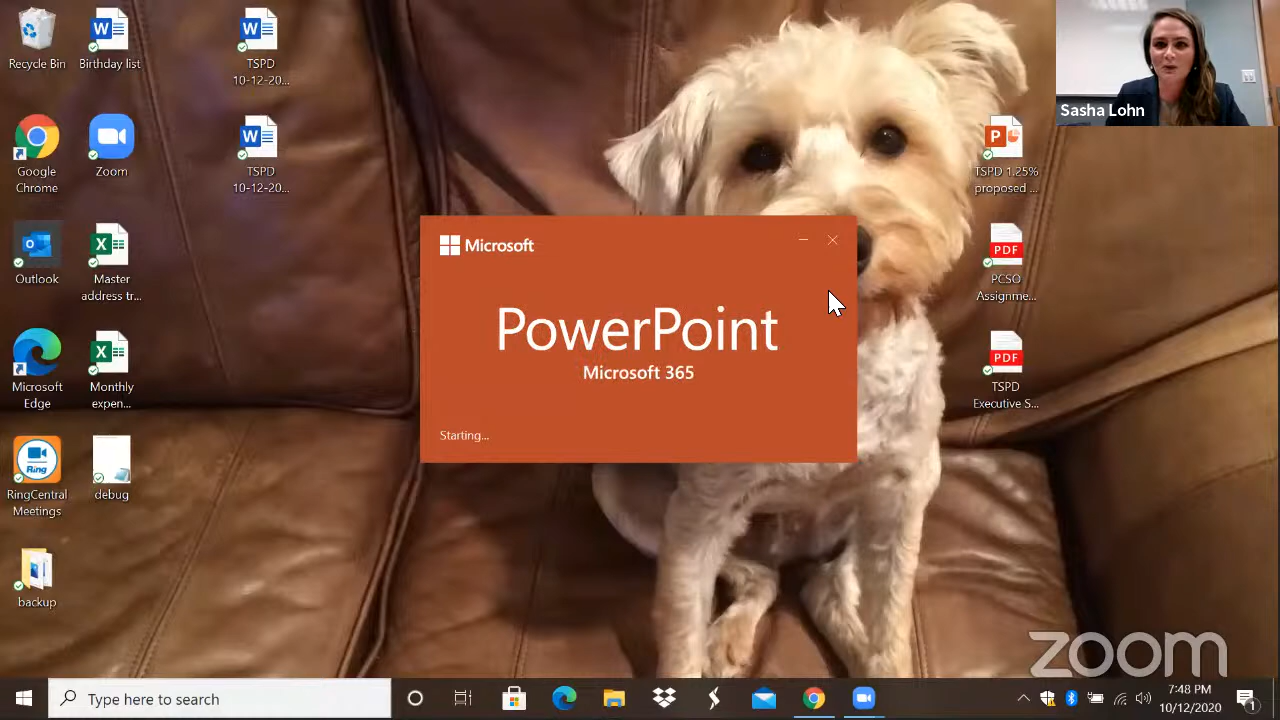 Recycle Bin
Birthday list
TSPD
10-12-20...
Google
Chrome
Zoom
TSPD
10-12-20...
Outlook
Master
address tr...
Microsoft
Edge
Monthly
expen...
Ring
RingCentral
Meetings
debug
backup
Microsoft
PowerPoint
Microsoft 365
Starting...
Sasha Lohn
TSPD 1.25%
proposed ...
PDF
PCSO
Assignme...
PDF
TSPD
Executive S...
zoom
Type here to search
7:48 PM
10/12/2020
1